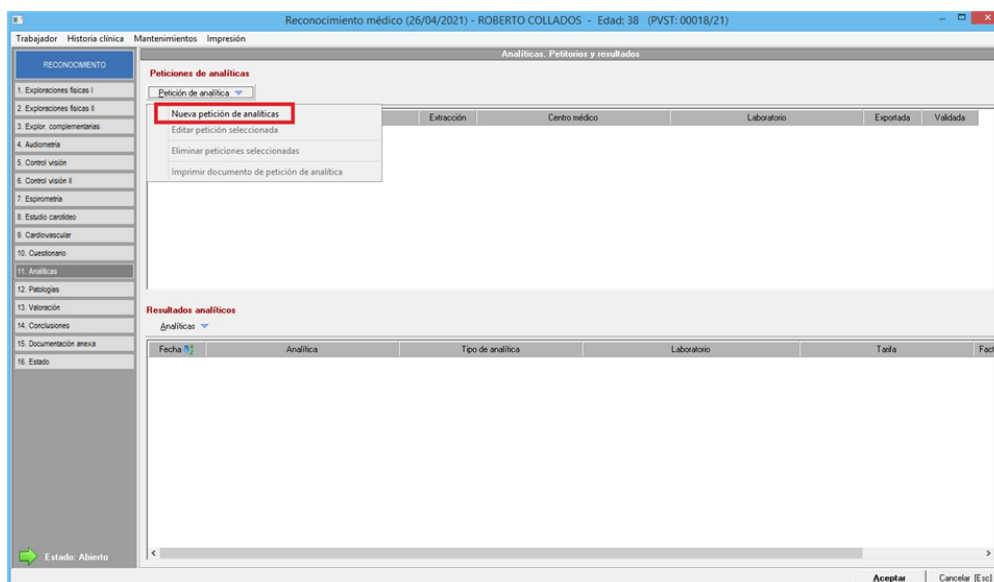 Reconocimiento médico (26/04/2021) - ROBERTO COLLADOS - Edad: 38 (PVST: 00018/21)
Trabajador Historia clínica Mantenimientos Impresión
RECONOCIMIENTO
1. Exploraciones físicas I
2. Exploraciones físicas II
3. Explor. complementarias
4. Audiometría
5. Control visión
6. Control visión II
7. Espirometría
8. Estudio carotídeo
9. Cardiovascular
10. Cuestionario
11. Analíticas
12. Patologías
13. Valoración
14. Conclusiones
15. Documentación anexa
16. Estado
Estado: Abierto
Analíticas. Petitorios y resultados
Peticiones de analíticas
Petición de analítica
Nueva petición de analíticas
Editar petición seleccionada
Eliminar peticiones seleccionadas
Imprimir documento de petición de analítica
Extracción Centro médico Laboratorio Exportada Validada
Resultados analíticos
Analíticas
Fecha Analítica Tipo de analítica Laboratorio Tarifa Fact
Aceptar Cancelar [Esc]